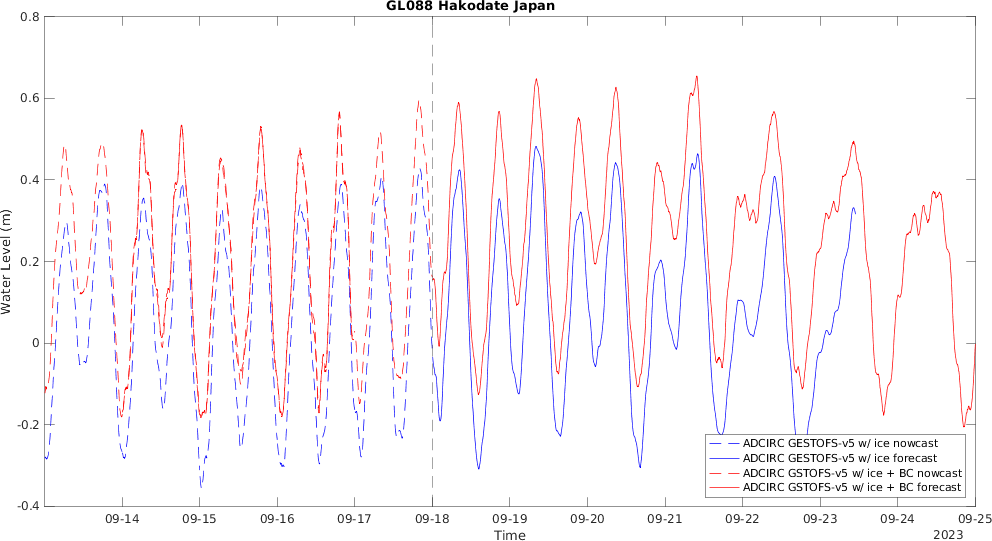 GL088 Hakodate Japan
0.8
0.6
0.4
0.2
0
-0.2
-0.4
Water Level (m)
ADCIRC GESTOFS-v5 w/ ice nowcast
ADCIRC GESTOFS-v5 w/ ice forecast
ADCIRC GSTOFS-v5 w/ ice + BC nowcast
ADCIRC GSTOFS-v5 w/ ice + BC forecast
09-14 09-15 09-16 09-17 09-18 09-19 09-20 09-21 09-22 09-23 09-24 09-25
Time
2023